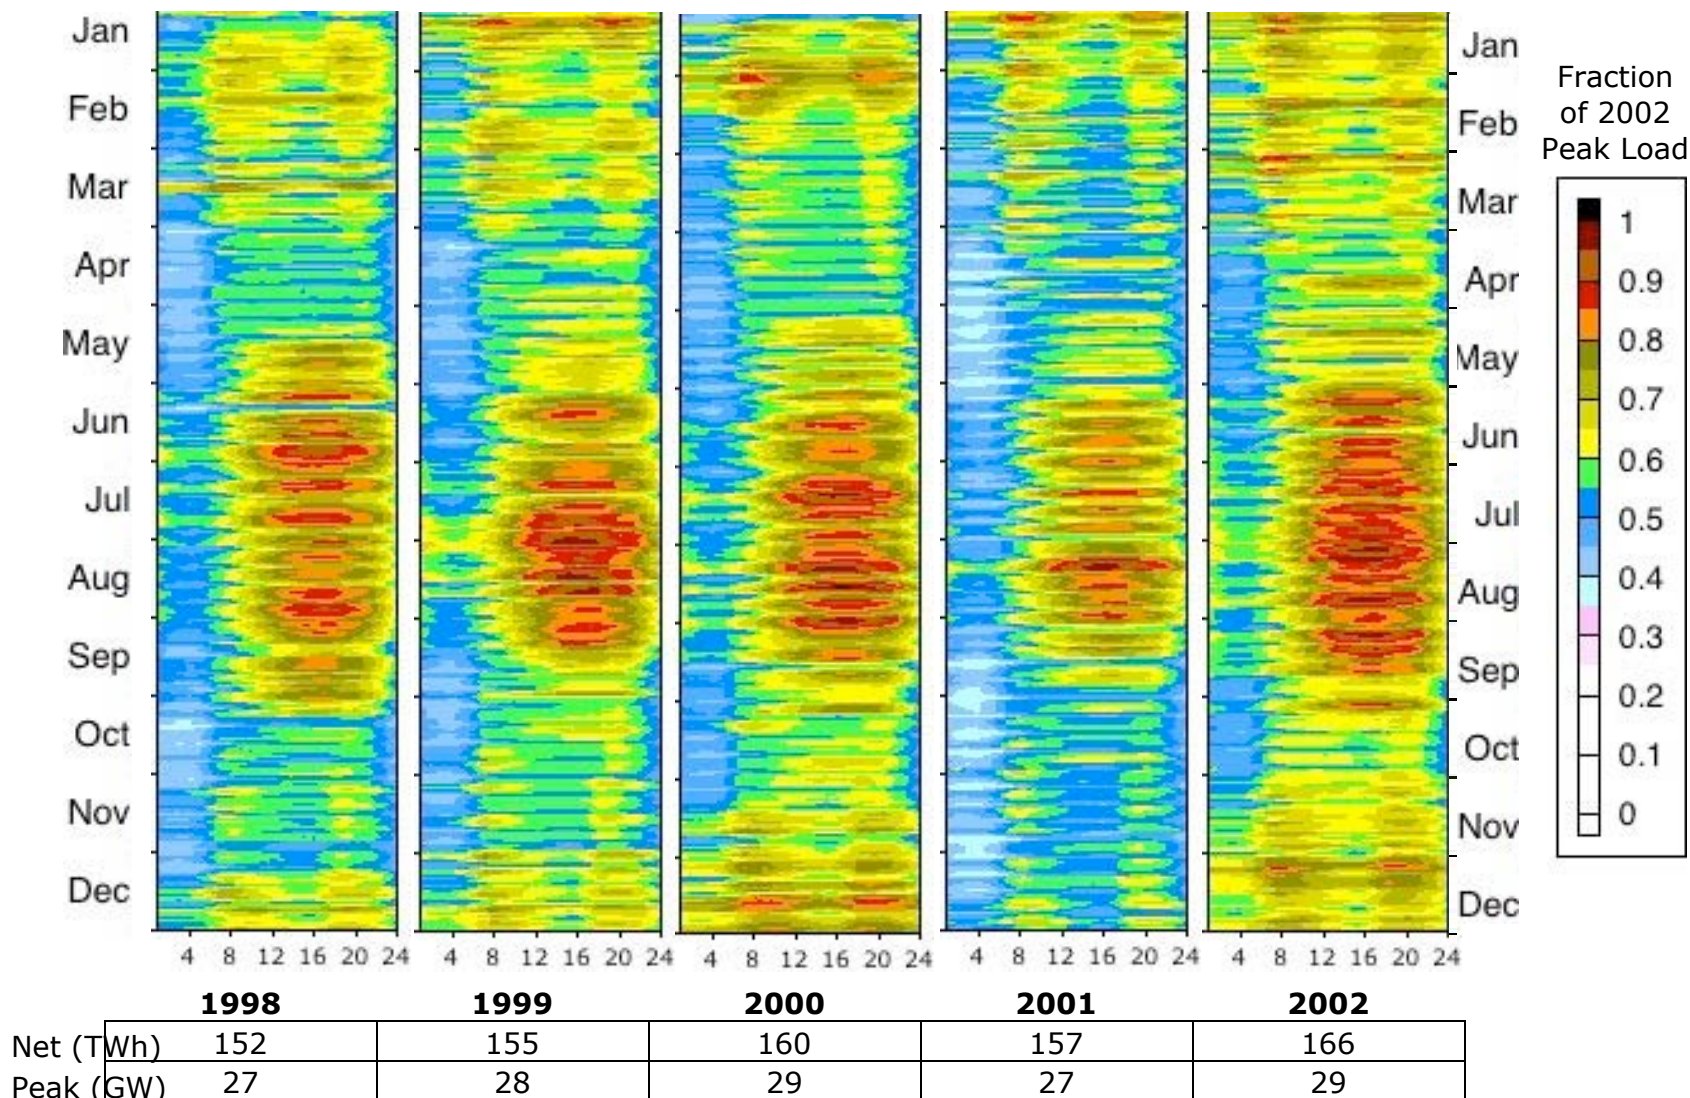 Jan
Feb
Mar
Apr
May
Jun
Jul
Aug
Sep
Oct
Nov
Dec
Jan
Feb
Mar
Apr
May
Jun
Jul
Aug
Sep
Oct
Nov
Dec
Fraction
of 2002
Peak Load
1
0.9
0.8
0.7
0.6
0.5
0.4
0.3
0.2
0.1
0
4 8 12 16 20 24 4 8 12 16 20 24 4 8 12 16 20 24 4 8 12 16 20 24 4 8 12 16 20 24
1998 1999 2000 2001 2002
Net (TWh) 152 155 160 157 166
Peak (GW) 27 28 29 27 29